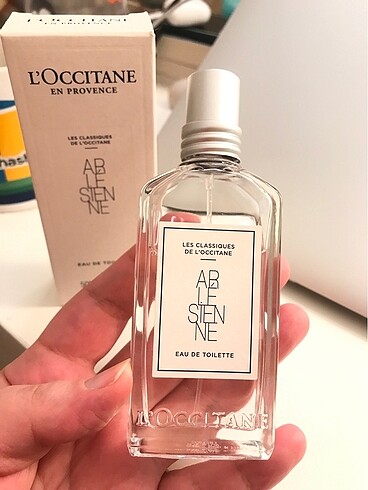 L'OCCITANE
EN PROVENCE
LES CLASSIQUES
DE L'OCCITANE
AR
LÉ
SIEN
NE
EAU DE TOI
LES CLASSIQUES
DE L'OCCITANE
AR
LÉ
SIEN
NE
EAU DE TOILETTE
L'OCCITANE